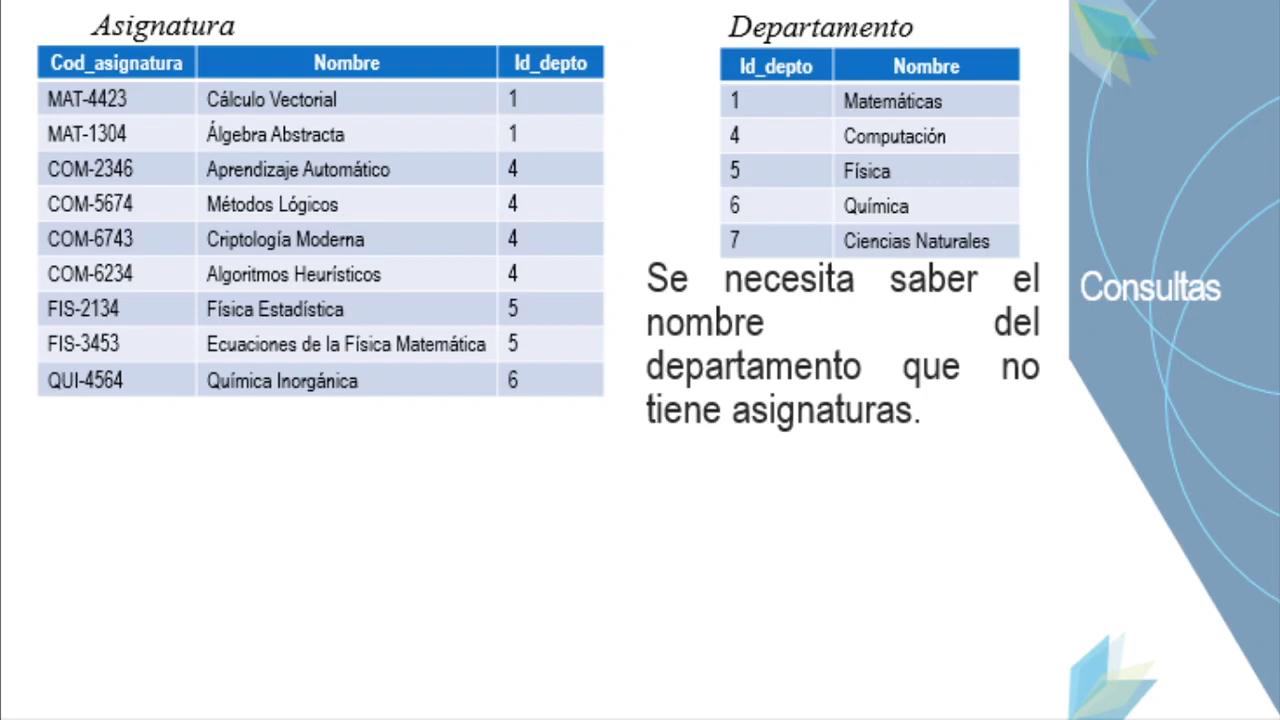 Asignatura
Cod_asignatura Nombre Id_depto
MAT-4423 Cálculo Vectorial 1
MAT-1304 Álgebra Abstracta 1
COM-2346 Aprendizaje Automático 4
COM-5674 Métodos Lógicos 4
COM-6743 Criptología Moderna 4
COM-6234 Algoritmos Heurísticos 4
FIS-2134 Física Estadística 5
FIS-3453 Ecuaciones de la Física Matemática 5
QUI-4564 Química Inorgánica 6
Departamento
Id_depto Nombre
1 Matemáticas
4 Computación
5 Física
6 Química
7 Ciencias Naturales
Se necesita saber el
nombre del
departamento que no
tiene asignaturas.
Consultas